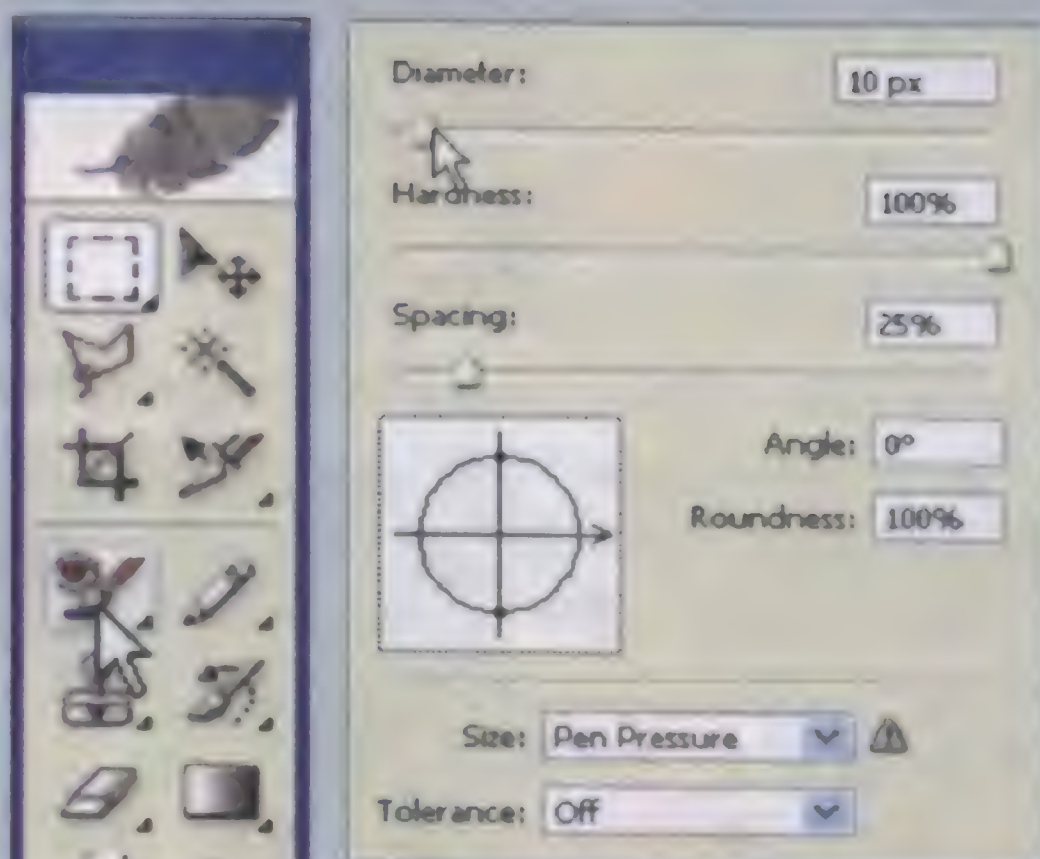 Diameter: 10 px
Hardness: 100%
Spacing: 25%
Angle: 0°
Roundness: 100%
Size: Pen Pressure
Tolerance: Off